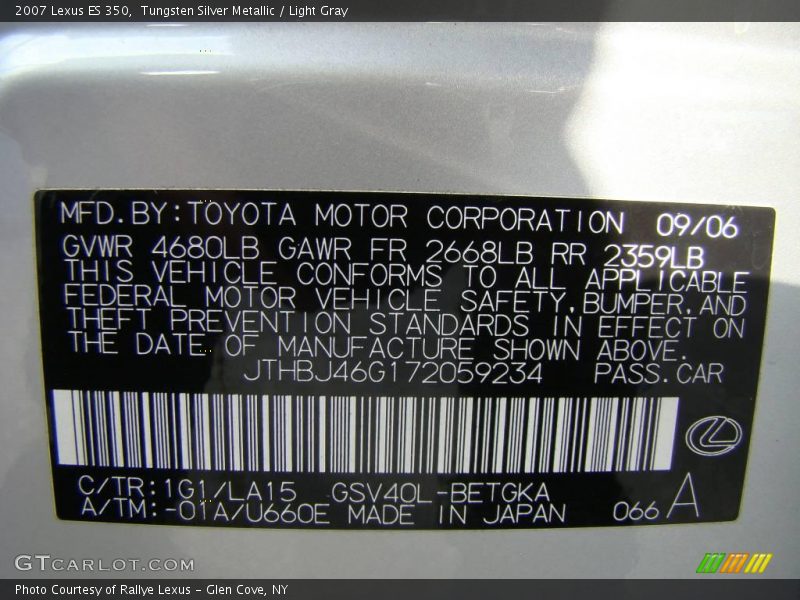 2007 Lexus ES 350,  Tungsten Silver Metallic / Light Gray
MFD.BY:TOYOTA MOTOR CORPORATION 09/06
GVWR 4680LB GAWR FR 2668LB RR 2359LB
THIS VEHICLE CONFORMS TO ALL APPLICABLE
FEDERAL MOTOR VEHICLE SAFETY,BUMPER,AND
THEFT PREVENTION STANDARDS IN EFFECT ON
THE DATE OF MANUFACTURE SHOWN ABOVE.
JTHBJ46G172059234 PASS.CAR
C/TR:1G1/LA15 GSV40L-BETGKA
A/TM:-01A/U660E MADE IN JAPAN 066 A
GTCARLOT.COM
Photo Courtesy of Rallye Lexus – Glen Cove, NY